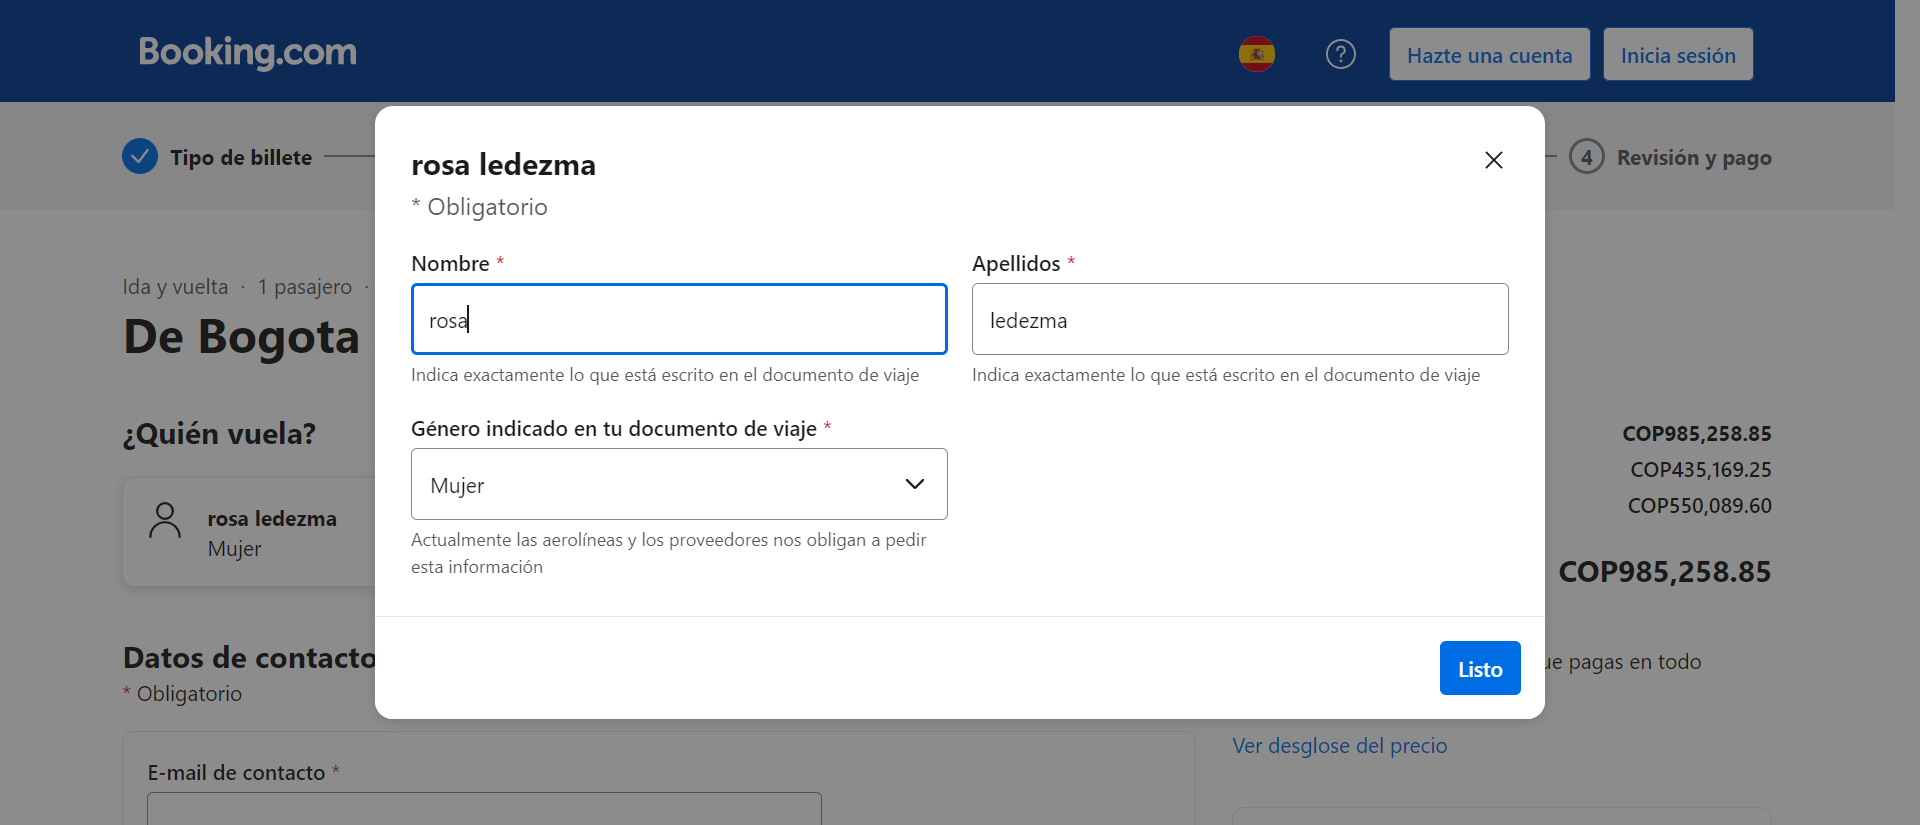 Booking.com
Hazte una cuenta
Inicia sesión
Tipo de billete
4 Revisión y pago
rosa ledezma
* Obligatorio
Nombre *
Apellidos *
rosa
ledezma
Indica exactamente lo que está escrito en el documento de viaje
Indica exactamente lo que está escrito en el documento de viaje
Género indicado en tu documento de viaje *
Mujer
Actualmente las aerolíneas y los proveedores nos obligan a pedir
esta información
Listo
Ida y vuelta · 1 pasajero ·
De Bogota
¿Quién vuela?
rosa ledezma
Mujer
Datos de contacto
* Obligatorio
E-mail de contacto *
COP985,258.85
COP435,169.25
COP550,089.60
COP985,258.85
ue pagas en todo
Ver desglose del precio